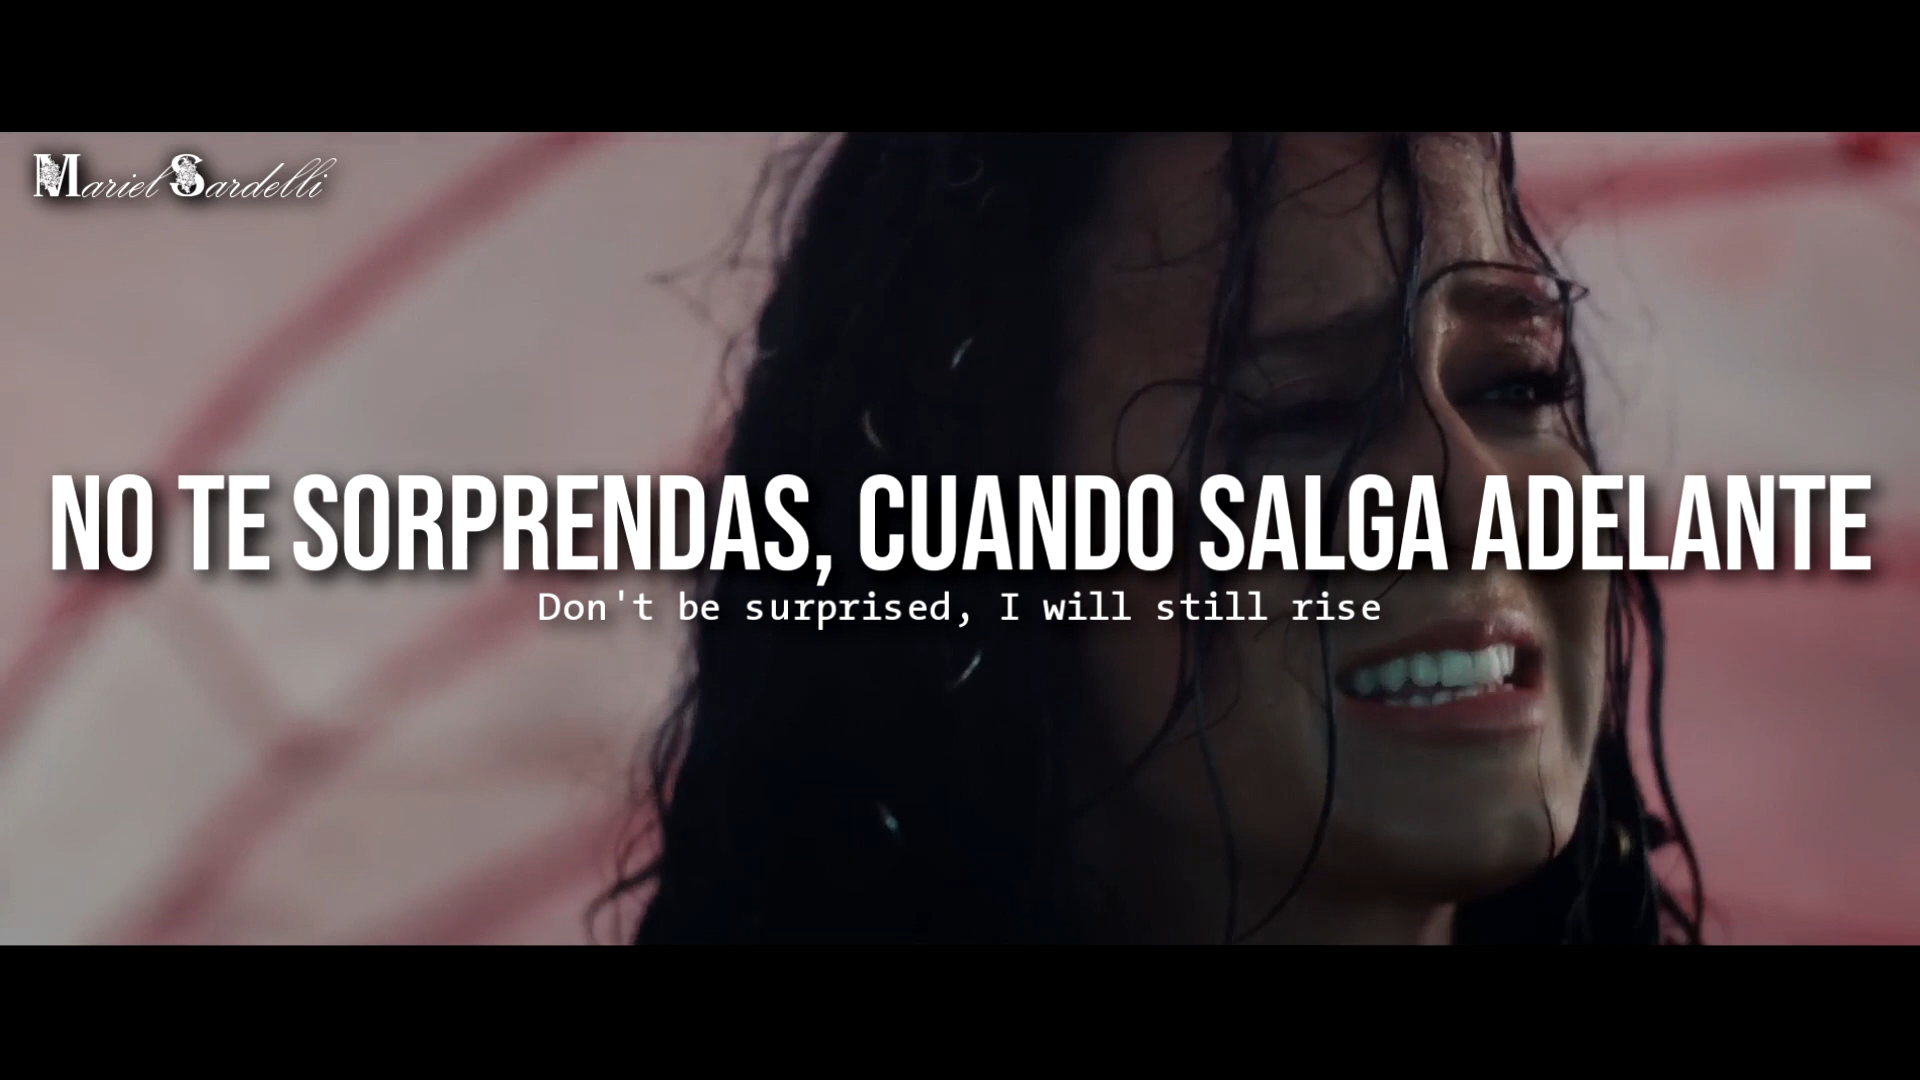 Mariel Sardelli
NO TE SORPRENDAS, CUANDO SALGA ADELANTE
Don't be surprised, I will still rise